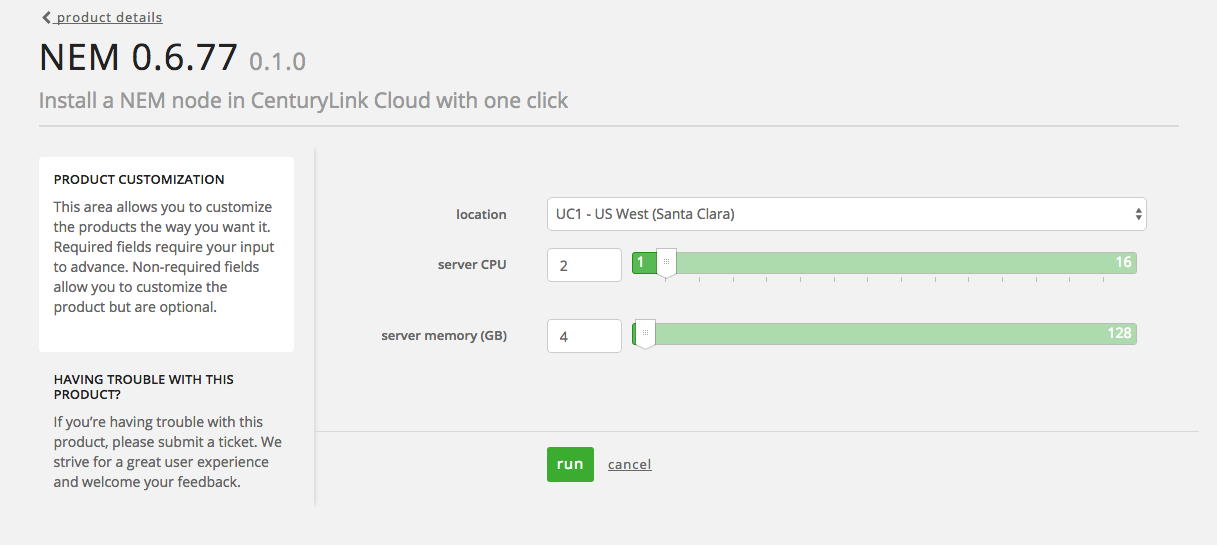 product details
NEM 0.6.77 0.1.0
Install a NEM node in CenturyLink Cloud with one click
PRODUCT CUSTOMIZATION
This area allows you to customize
the products the way you want it.
Required fields require your input
to advance. Non-required fields
allow you to customize the
product but are optional.
HAVING TROUBLE WITH THIS
PRODUCT?
If you’re having trouble with this
product, please submit a ticket. We
strive for a great user experience
and welcome your feedback.
location UC1 - US West (Santa Clara)
server CPU 2 1 16
server memory (GB) 4 128
run cancel